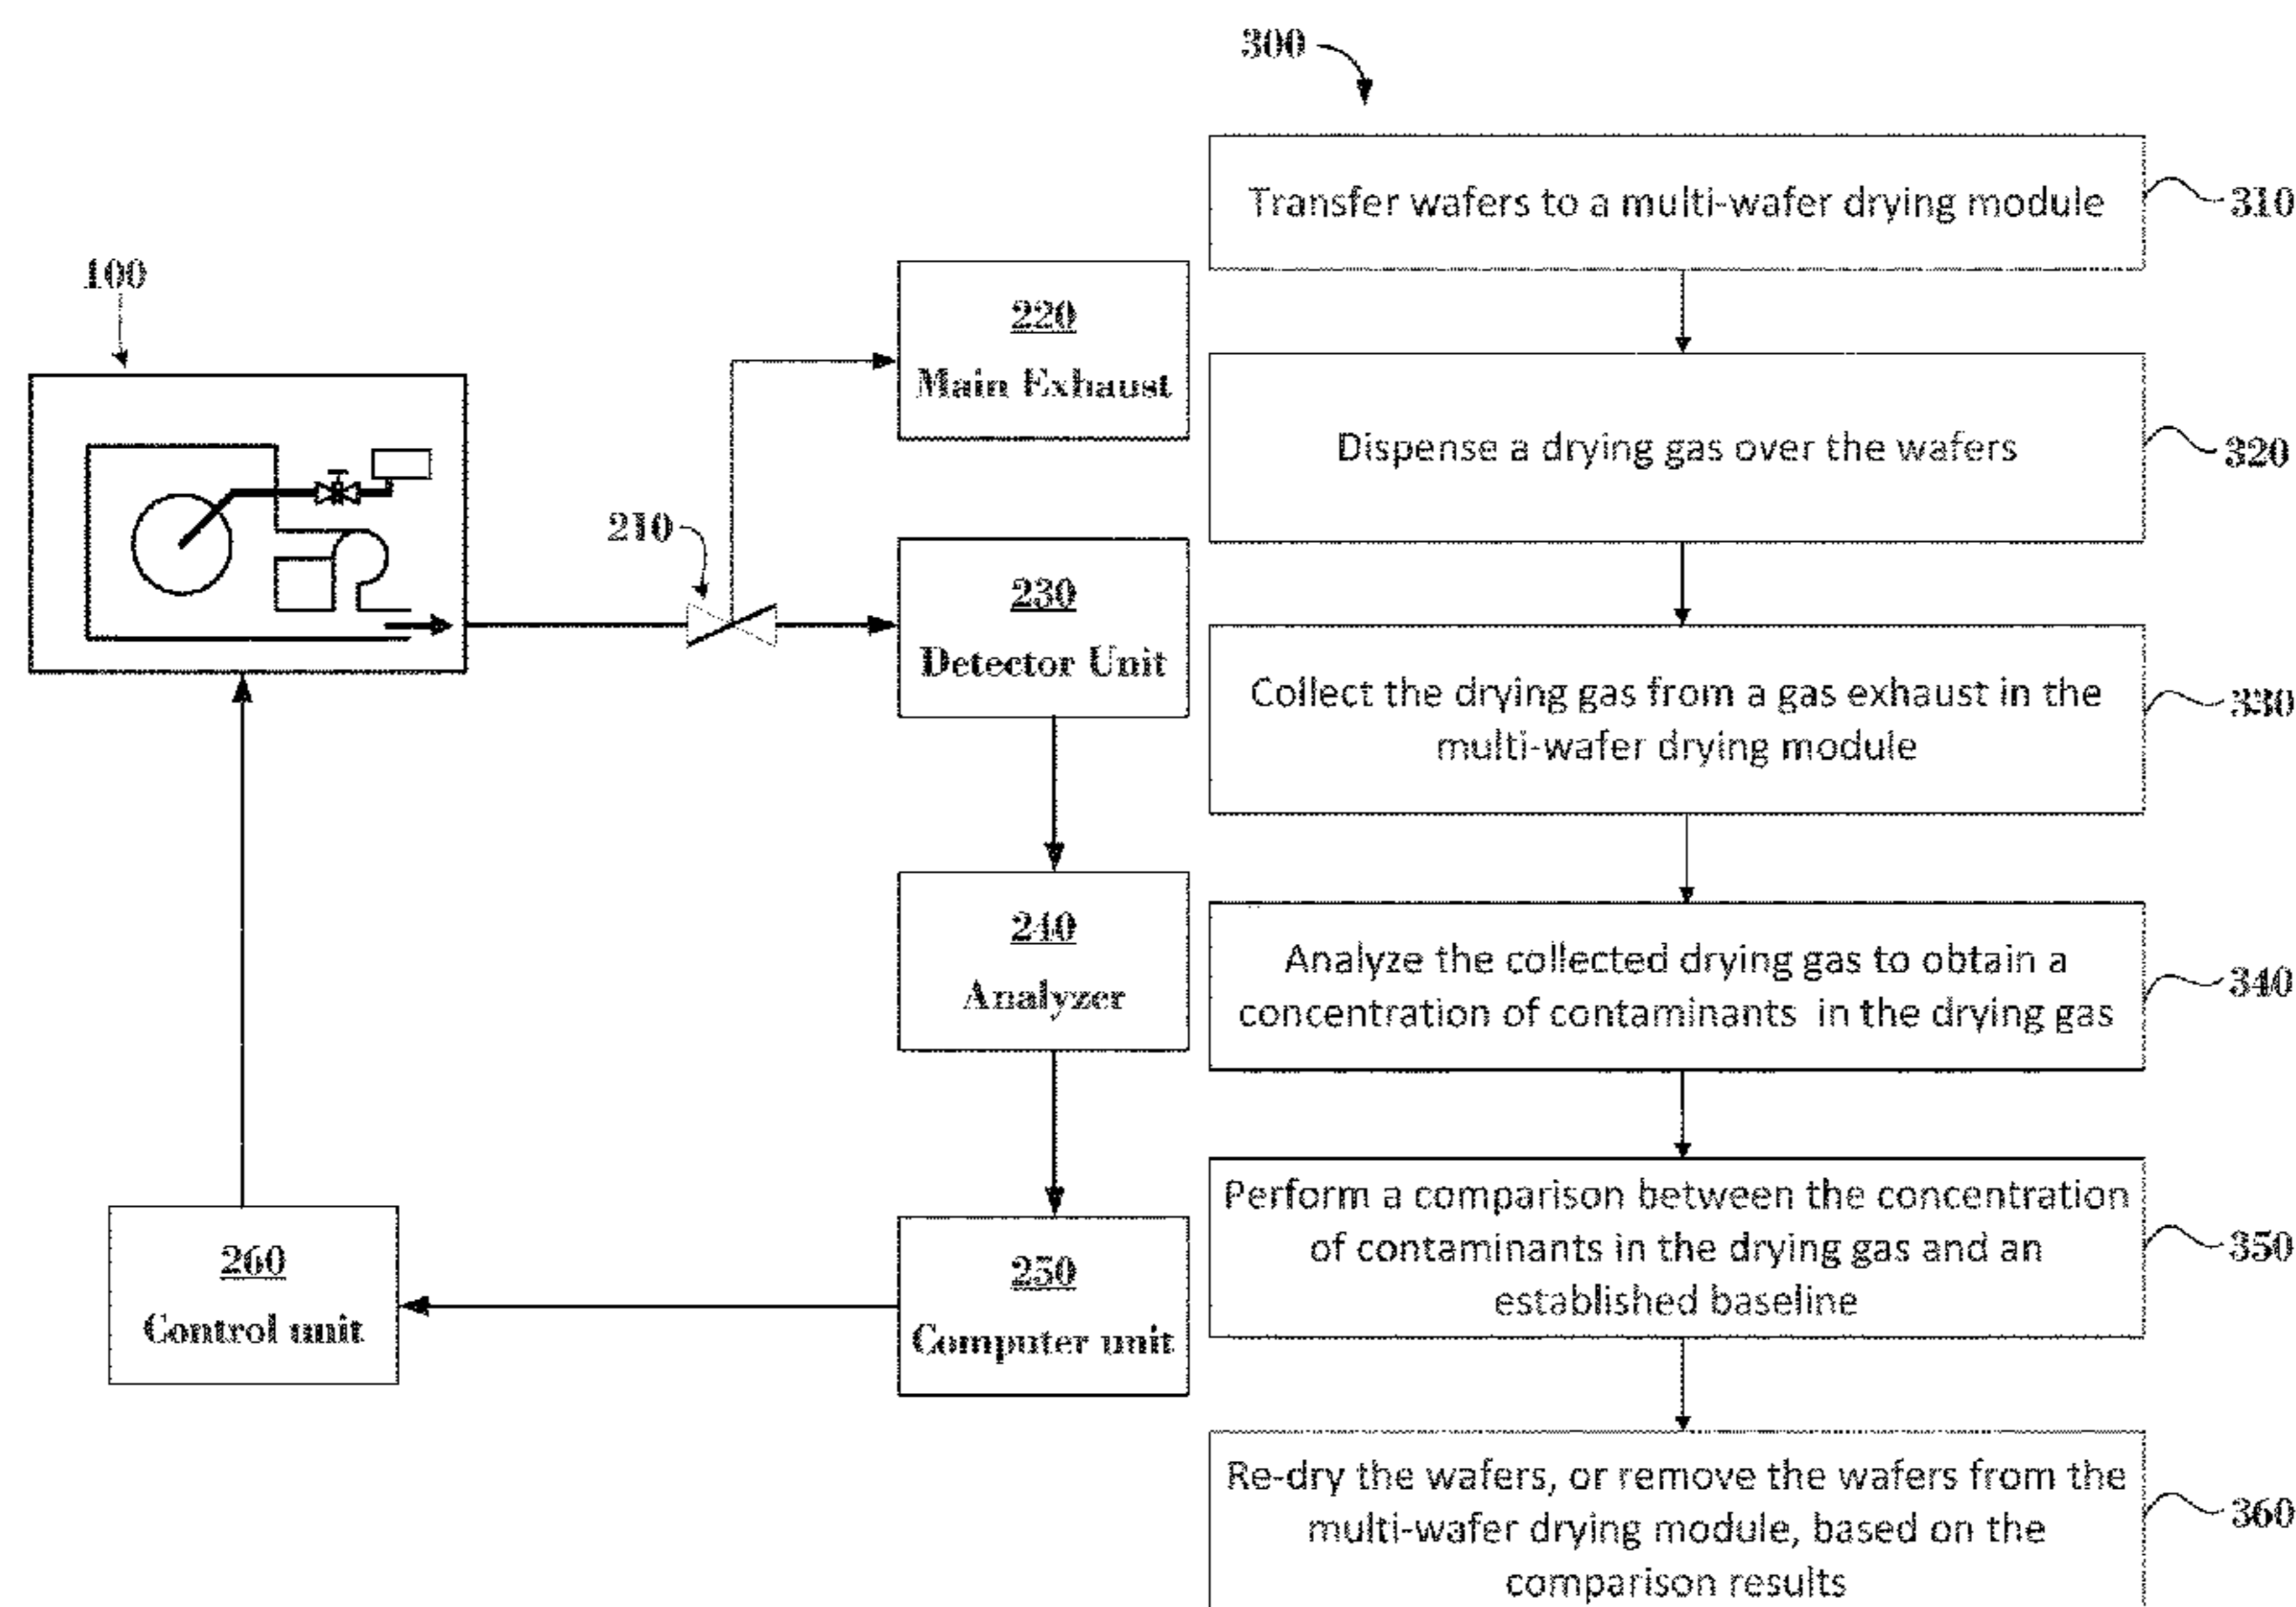 100
210
220
Main Exhaust
230
Detector Unit
240
Analyzer
250
Computer unit
260
Control unit
300
Transfer wafers to a multi-wafer drying module
310
Dispense a drying gas over the wafers
320
Collect the drying gas from a gas exhaust in the
multi-wafer drying module
330
Analyze the collected drying gas to obtain a
concentration of contaminants in the drying gas
340
Perform a comparison between the concentration
of contaminants in the drying gas and an
established baseline
350
Re-dry the wafers, or remove the wafers from the
multi-wafer drying module, based on the
comparison results
360